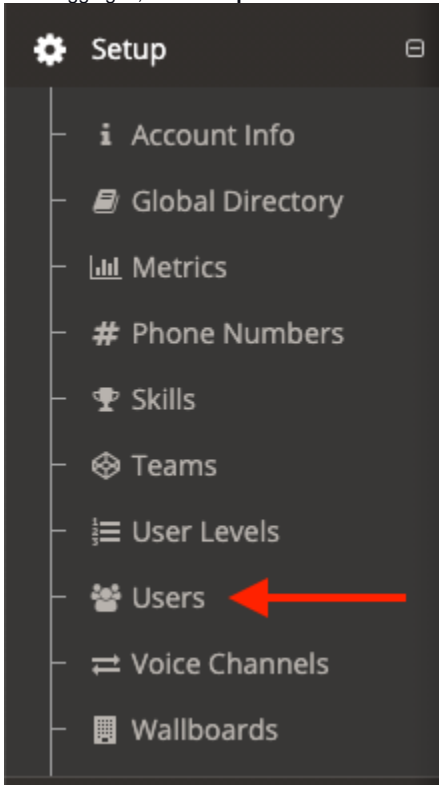 Setup
Account Info
Global Directory
Metrics
Phone Numbers
Skills
Teams
User Levels
Users
Voice Channels
Wallboards